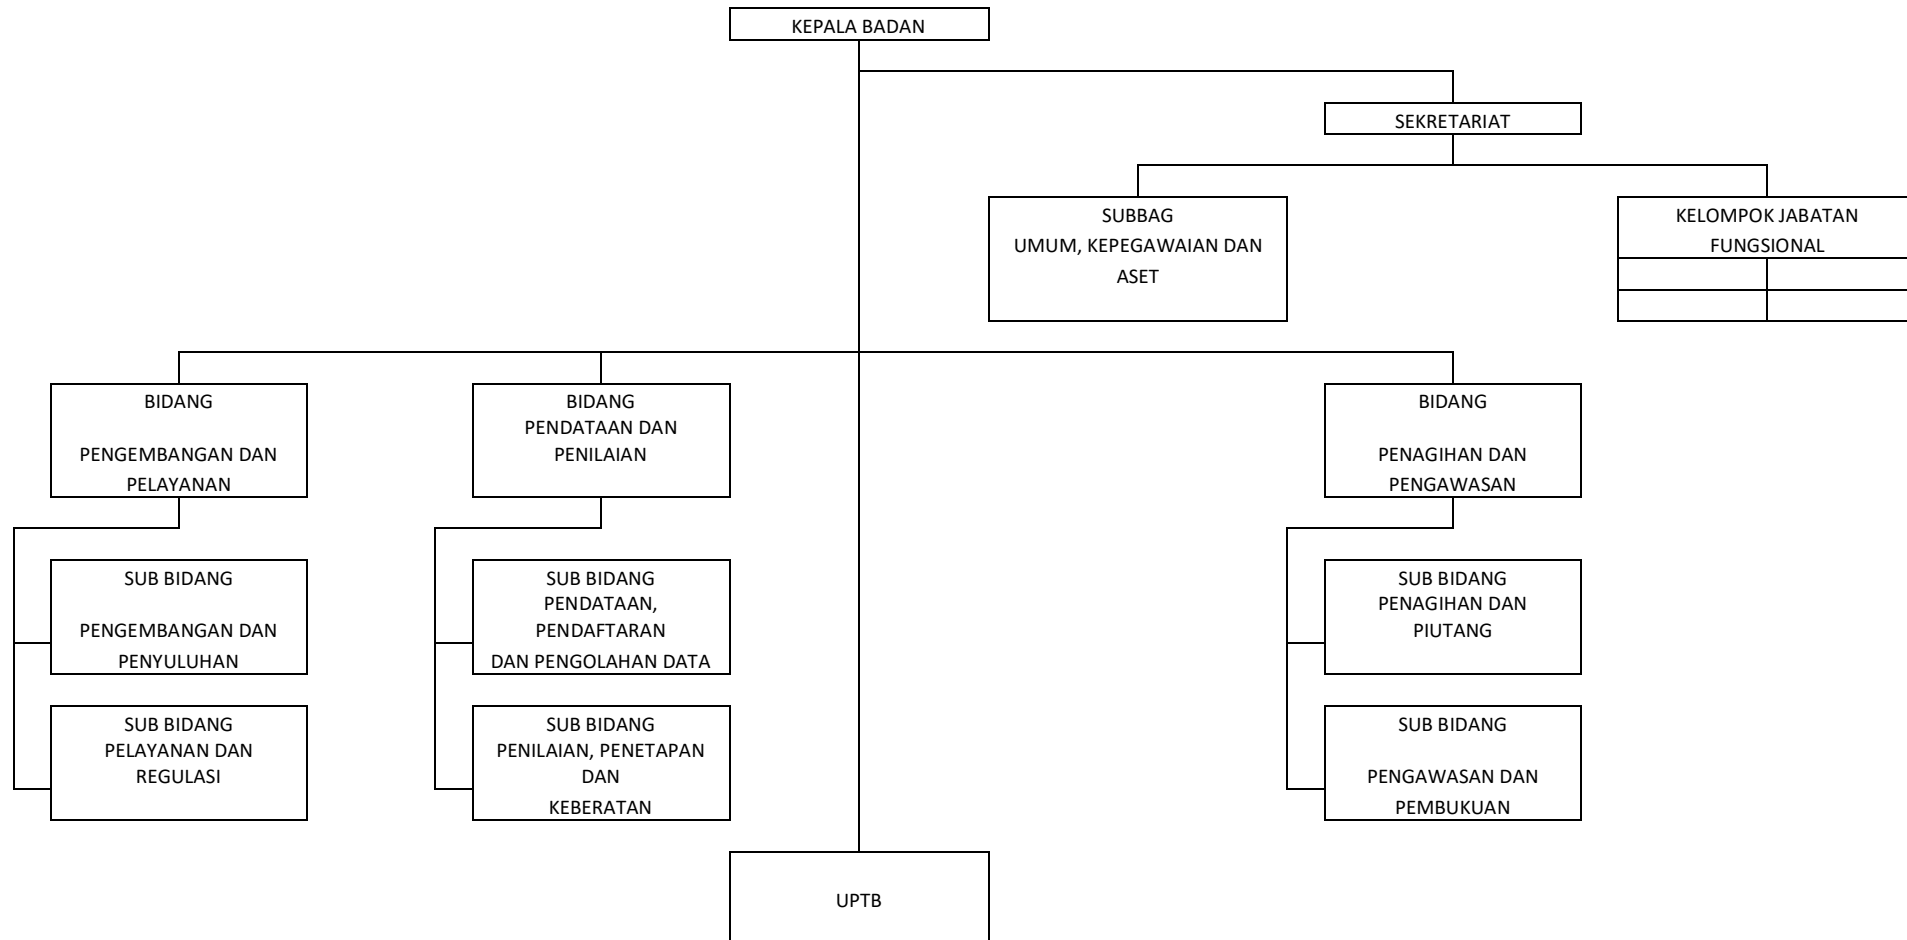 KEPALA BADAN
SEKRETARIAT
SUBBAG
UMUM, KEPEGAWAIAN DAN
ASET
KELOMPOK JABATAN
FUNGSIONAL
BIDANG
PENGEMBANGAN DAN
PELAYANAN
BIDANG
PENDATAAN DAN
PENILAIAN
BIDANG
PENAGIHAN DAN
PENGAWASAN
SUB BIDANG
PENGEMBANGAN DAN
PENYULUHAN
SUB BIDANG
PENDATAAN,
PENDAFTARAN
DAN PENGOLAHAN DATA
SUB BIDANG
PENAGIHAN DAN
PIUTANG
SUB BIDANG
PELAYANAN DAN
REGULASI
SUB BIDANG
PENILAIAN, PENETAPAN
DAN
KEBERATAN
SUB BIDANG
PENGAWASAN DAN
PEMBUKUAN
UPTB